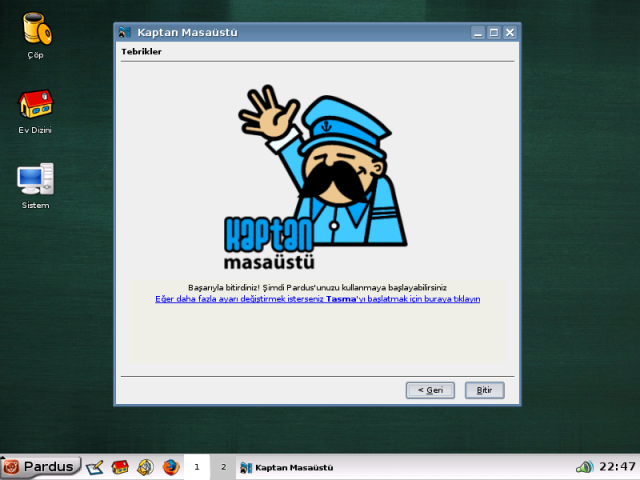 Çöp
Ev Dizini
Sistem
Kaptan Masaüstü
Tebrikler
kaptan
masaüstü
Başarıyla bitirdiniz! Şimdi Pardus'unuzu kullanmaya başlayabilirsiniz
Eğer daha fazla ayarı değiştirmek isterseniz Tasma'yı başlatmak için buraya tıklayın
< Geri
Bitir
Pardus
1
2
Kaptan Masaüstü
22:47